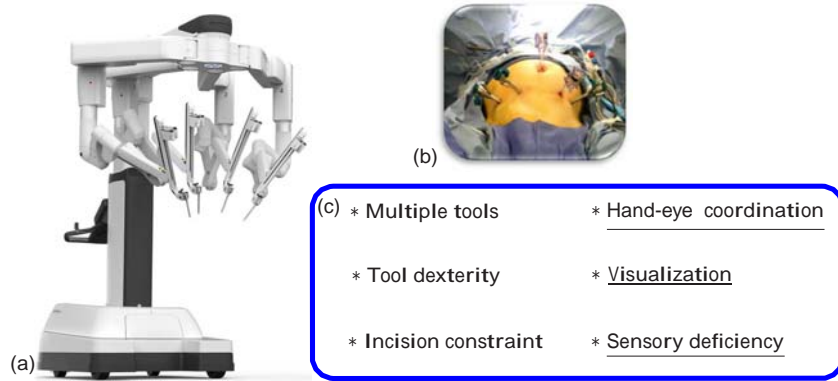 (b)
(c) * Multiple tools * Hand-eye coordination
* Tool dexterity * Visualization
* Incision constraint * Sensory deficiency
(a)